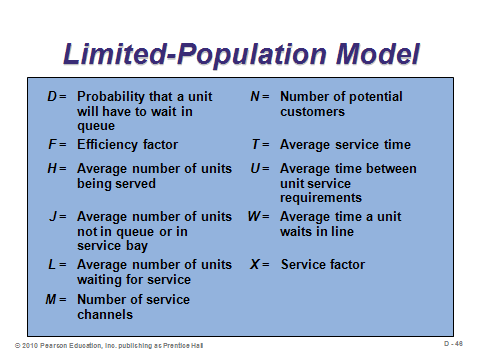 Limited-Population Model
D = Probability that a unit
will have to wait in
queue
F = Efficiency factor
H = Average number of units
being served
J = Average number of units
not in queue or in
service bay
L = Average number of units
waiting for service
M = Number of service
channels
N = Number of potential
customers
T = Average service time
U = Average time between
unit service
requirements
W = Average time a unit
waits in line
X = Service factor
© 2010 Pearson Education, Inc. publishing as Prentice Hall
D - 46